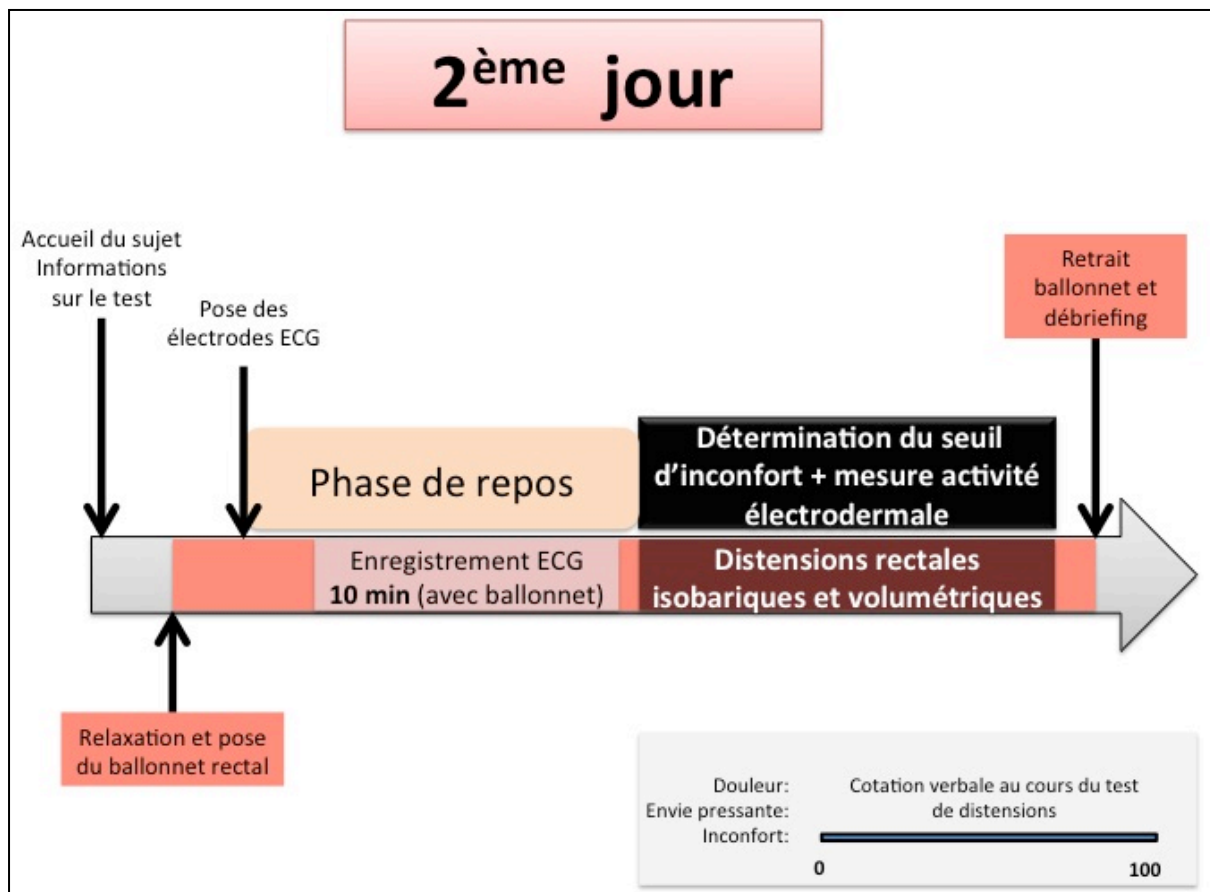 2ème jour
Accueil du sujet
Informations
sur le test
Pose des
électrodes ECG
Retrait
ballonnet et
débriefing
Phase de repos
Détermination du seuil
d’inconfort + mesure activité
électrodermale
Enregistrement ECG
10 min (avec ballonnet)
Distensions rectales
isobariques et volumétriques
Relaxation et pose
du ballonnet rectal
Douleur:
Envie pressante:
Inconfort:
Cotation verbale au cours du test
de distensions
0
100